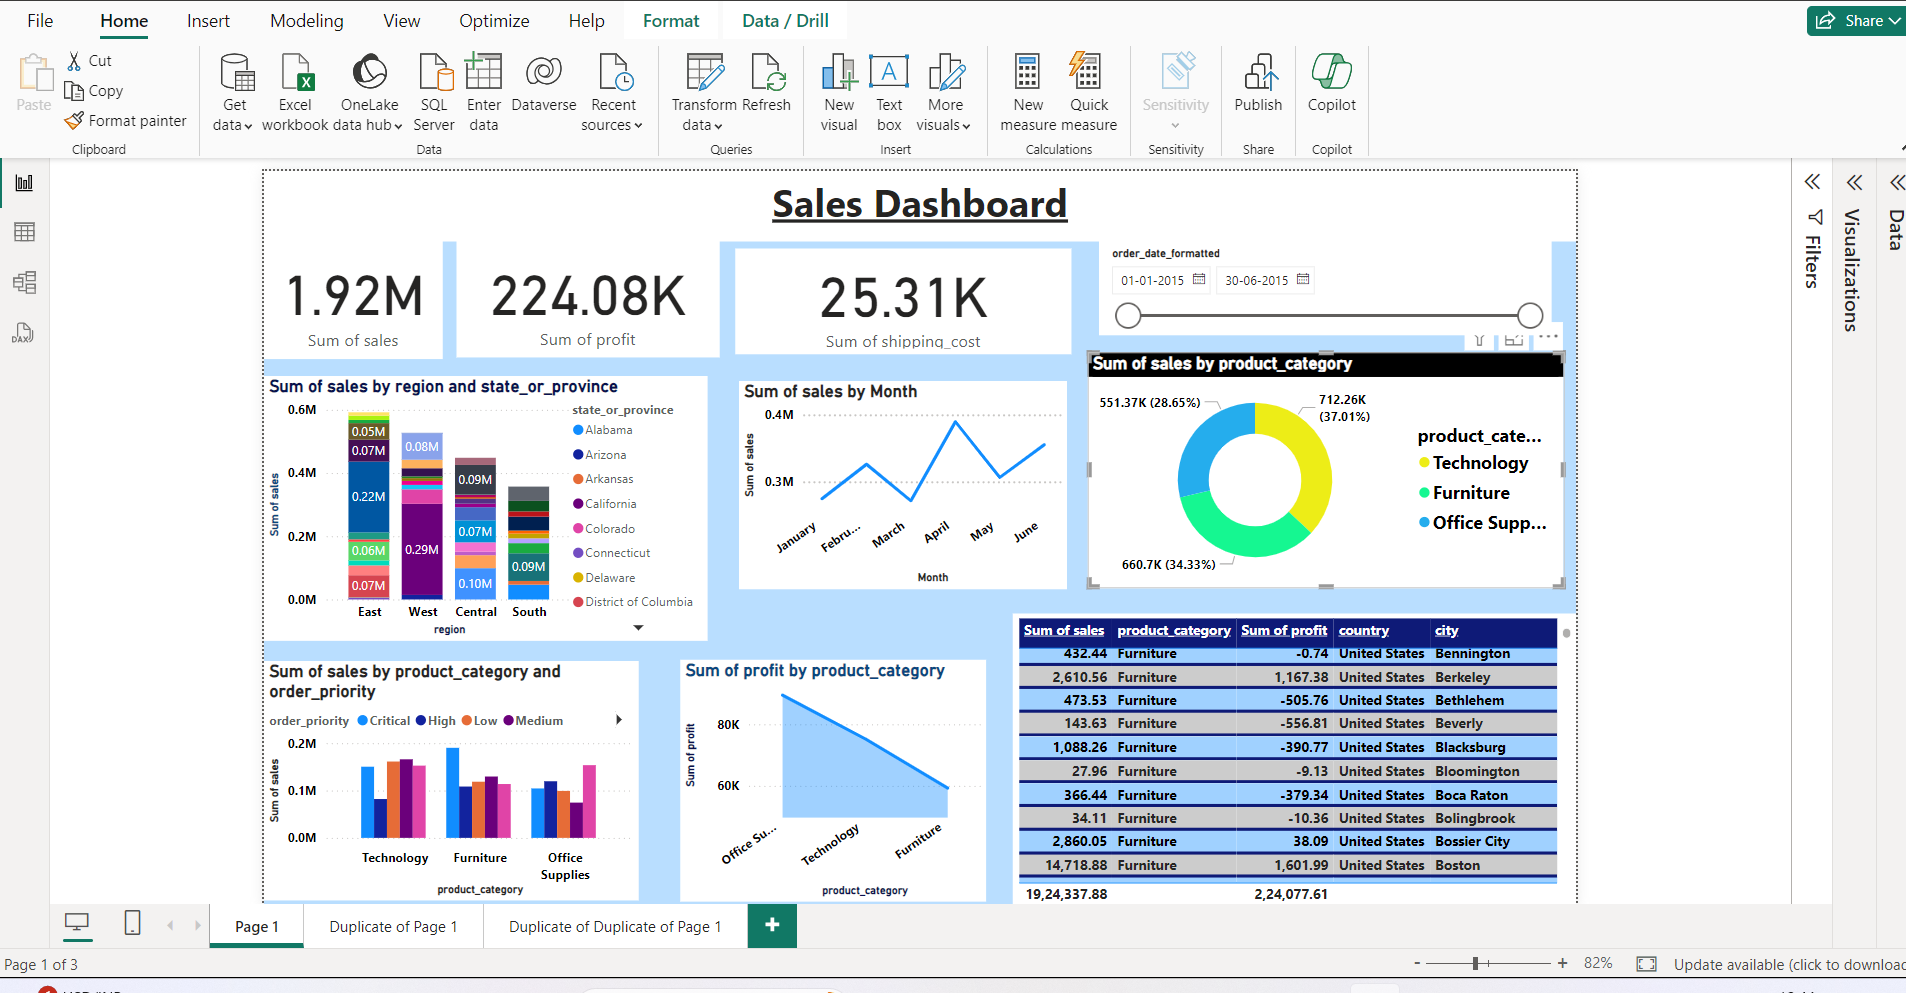 File Home Insert Modeling View Optimize Help Format Data / Drill Share
Paste
Cut
Copy
Format painter
Clipboard
Get data
Excel workbook
OneLake data hub
SQL Server
Enter data
Dataverse
Recent sources
Data
Transform data
Refresh
Queries
New visual
Text box
More visuals
Insert
New measure
Quick measure
Calculations
Sensitivity
Sensitivity
Publish
Share
Copilot
Copilot
DAX
Sales Dashboard
1.92M
Sum of sales
224.08K
Sum of profit
25.31K
Sum of shipping_cost
order_date_formatted
01-01-2015 30-06-2015
Filters
Visualizations
Data
Sum of sales by region and state_or_province
Sum of sales
0.6M
0.4M
0.2M
0.0M
0.05M
0.07M
0.22M
0.06M
0.07M
0.08M
0.29M
0.09M
0.07M
0.10M
0.09M
East West Central South
region
state_or_province
Alabama
Arizona
Arkansas
California
Colorado
Connecticut
Delaware
District of Columbia
Sum of sales by Month
Sum of sales
0.4M
0.3M
January Febru... March April May June
Month
Sum of sales by product_category
551.37K (28.65%)
712.26K
(37.01%)
660.7K (34.33%)
product_cate...
Technology
Furniture
Office Supp...
Sum of sales by product_category and
order_priority
order_priority Critical High Low Medium
Sum of sales
0.2M
0.1M
0.0M
Technology Furniture Office
Supplies
product_category
Sum of profit by product_category
Sum of profit
80K
60K
Office Su... Technology Furniture
product_category
Sum of sales product_category Sum of profit country city
432.44 Furniture -0.74 United States Bennington
2,610.56 Furniture 1,167.38 United States Berkeley
473.53 Furniture -505.76 United States Bethlehem
143.63 Furniture -556.81 United States Beverly
1,088.26 Furniture -390.77 United States Blacksburg
27.96 Furniture -9.13 United States Bloomington
366.44 Furniture -379.34 United States Boca Raton
34.11 Furniture -10.36 United States Bolingbrook
2,860.05 Furniture 38.09 United States Bossier City
14,718.88 Furniture 1,601.99 United States Boston
19,24,337.88 2,24,077.61
Page 1 Duplicate of Page 1 Duplicate of Duplicate of Page 1 +
Page 1 of 3
- + 82% Update available (click to download